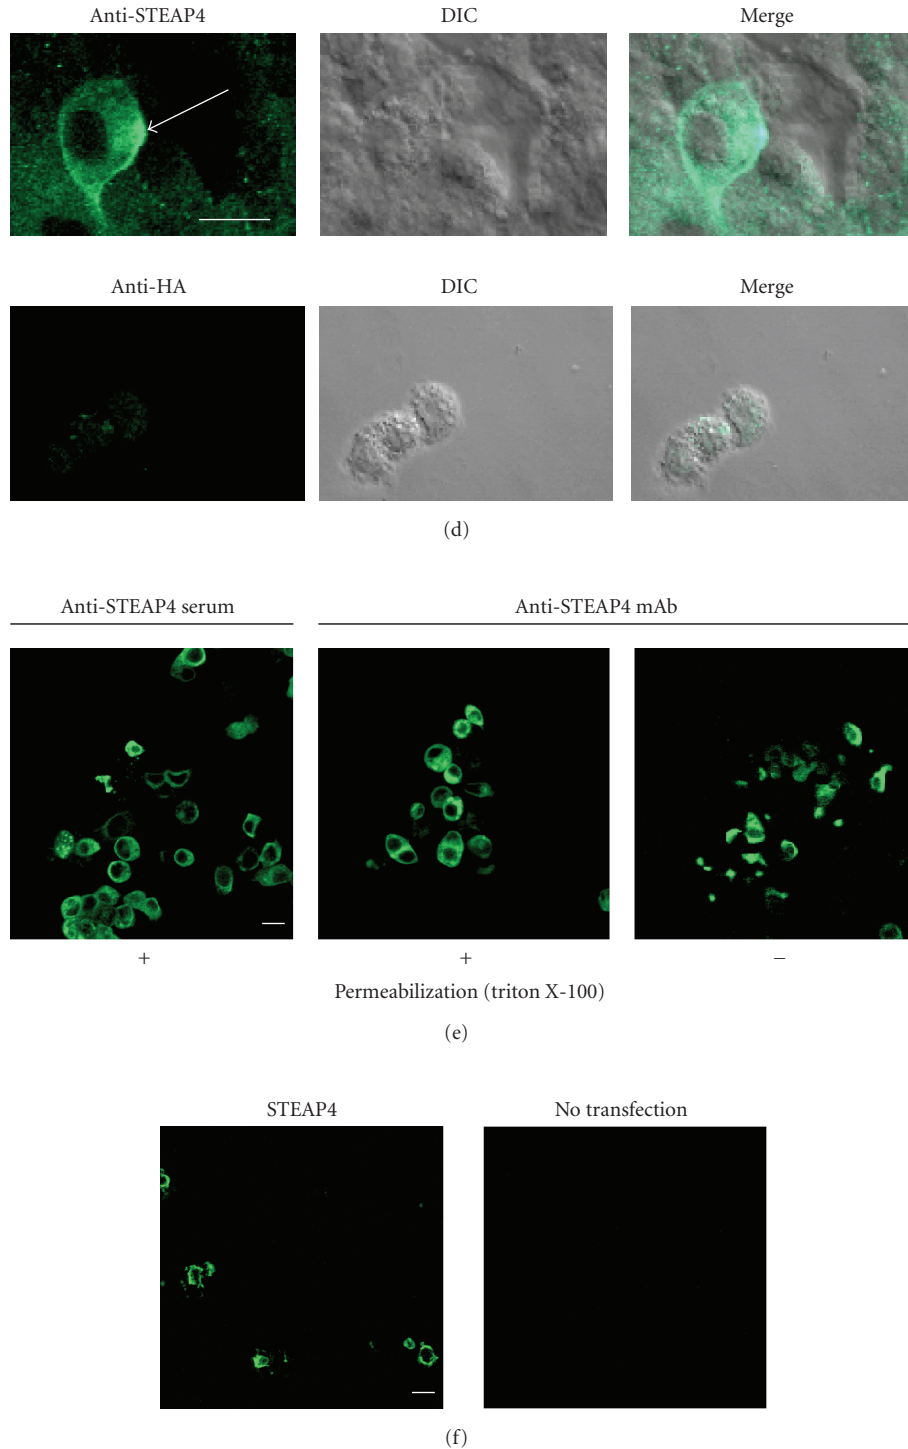 Anti-STEAP4 DIC Merge
Anti-HA DIC Merge
(d)
Anti-STEAP4 serum Anti-STEAP4 mAb
+ + −
Permeabilization (triton X-100)
(e)
STEAP4 No transfection
(f)